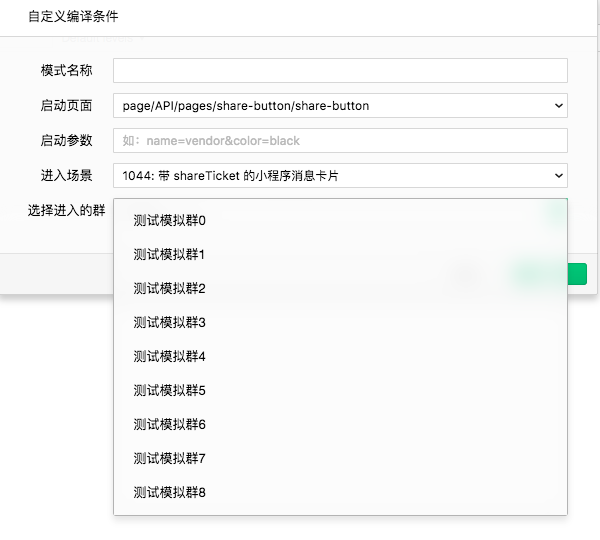 自定义编译条件
模式名称
启动页面 page/API/pages/share-button/share-button
启动参数 如：name=vendor&color=black
进入场景 1044: 带 shareTicket 的小程序消息卡片
选择进入的群
测试模拟群0
测试模拟群1
测试模拟群2
测试模拟群3
测试模拟群4
测试模拟群5
测试模拟群6
测试模拟群7
测试模拟群8